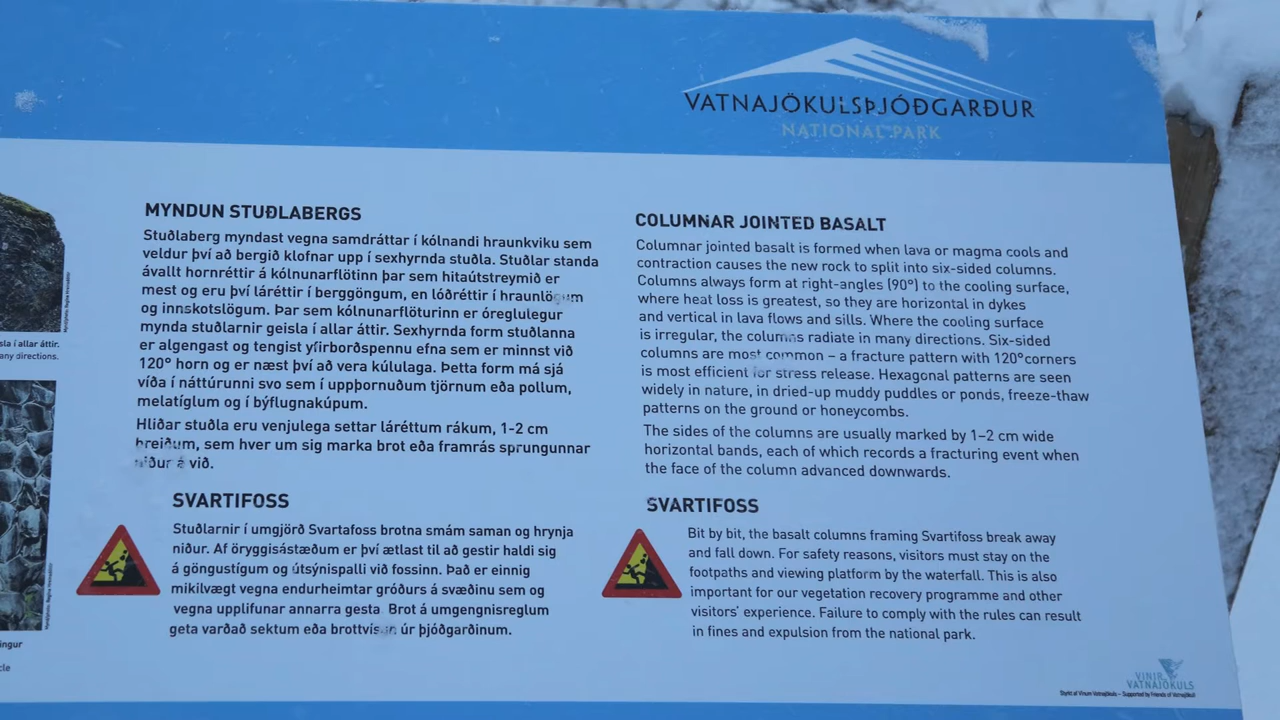 VATNAJÖKULSÞJÓÐGARÐUR
NATIONAL PARK
MYNDUN STUÐLABERGS
Stuðlaberg myndast vegna samdráttar í kólnandi hraunkviku sem
veldur því að bergið klofnar upp í sexhyrnda stuðla. Stuðlar standa
ávallt hornréttir á kólnunarflötinn þar sem hitaútstreymið er
mest og eru því láréttir í berggöngum, en lóðréttir í hraunlögum
og innskotslögum. Þar sem kólnunarflöturinn er óreglulegur
mynda stuðlarnir geisla í allar áttir. Sexhyrnda form stuðlanna
er algengast og tengist yfirborðspennu efna sem er minnst við
120° horn og er næst því að vera kúlulaga. Þetta form má sjá
víða í náttúrunni svo sem í uppþornuðum tjörnum eða pollum,
melatíglum og í býflugnakúpum.
Hliðar stuðla eru venjulega settar láréttum rákum, 1-2 cm
breiðum, sem hver um sig marka brot eða framrás sprungunnar
niður á við.
SVARTIFOSS
Stuðlarnir í umgjörð Svartafoss brotna smám saman og hrynja
niður. Af öryggisástæðum er því ætlast til að gestir haldi sig
á göngustígum og útsýnispalli við fossinn. Það er einnig
mikilvægt vegna endurheimtar gróðurs á svæðinu sem og
vegna upplifunar annarra gesta. Brot á umgengnisreglum
geta varðað sektum eða brottvísun úr þjóðgarðinum.
COLUMNAR JOINTED BASALT
Columnar jointed basalt is formed when lava or magma cools and
contraction causes the new rock to split into six-sided columns.
Columns always form at right-angles (90°) to the cooling surface,
where heat loss is greatest, so they are horizontal in dykes
and vertical in lava flows and sills. Where the cooling surface
is irregular, the columns radiate in many directions. Six-sided
columns are most common – a fracture pattern with 120°corners
is most efficient for stress release. Hexagonal patterns are seen
widely in nature, in dried-up muddy puddles or ponds, freeze-thaw
patterns on the ground or honeycombs.
The sides of the columns are usually marked by 1–2 cm wide
horizontal bands, each of which records a fracturing event when
the face of the column advanced downwards.
SVARTIFOSS
Bit by bit, the basalt columns framing Svartifoss break away
and fall down. For safety reasons, visitors must stay on the
footpaths and viewing platform by the waterfall. This is also
important for our vegetation recovery programme and other
visitors' experience. Failure to comply with the rules can result
in fines and expulsion from the national park.
í allar áttir.
any directions.
VINIR
VATNAJÖKULS
Styrkt af Vinum Vatnajökuls – Supported by Friends of Vatnajökull